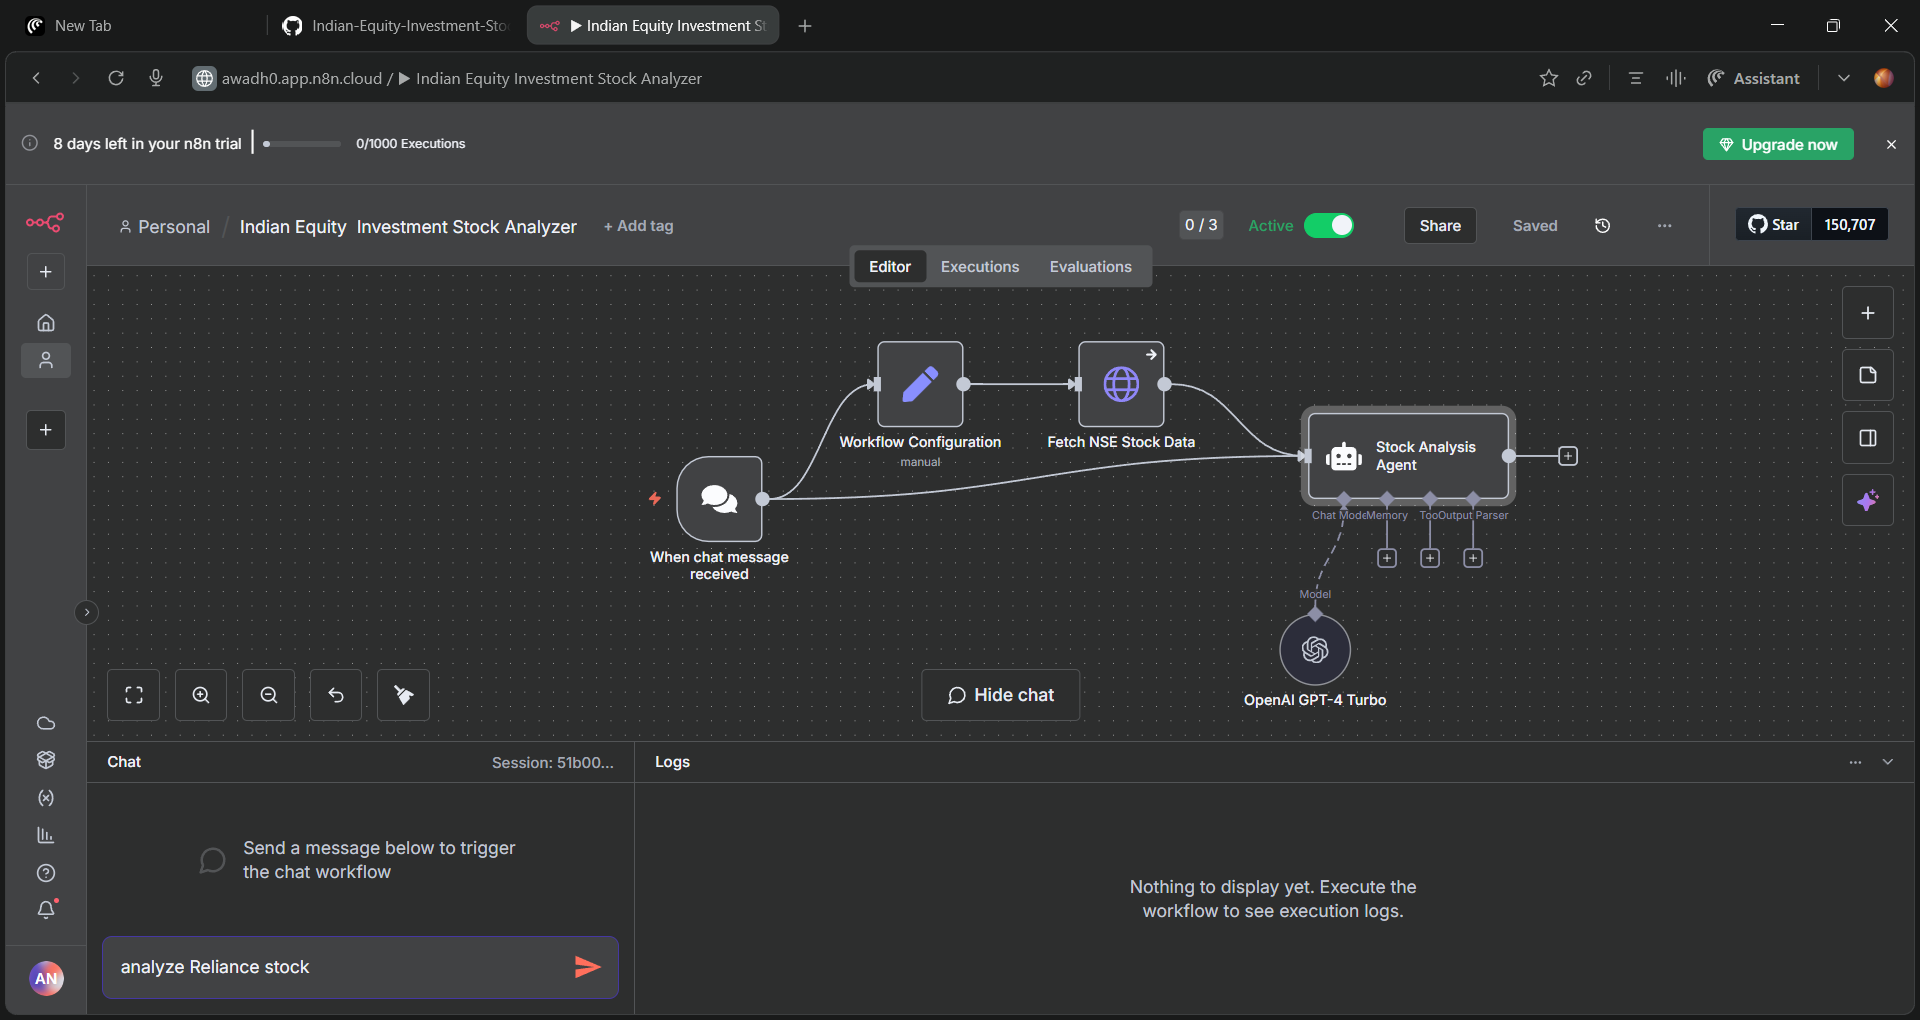 New Tab
Indian-Equity-Investment-Sto
▶ Indian Equity Investment S
awadh0.app.n8n.cloud / ▶ Indian Equity Investment Stock Analyzer
Assistant
8 days left in your n8n trial
0/1000 Executions
Upgrade now
Personal / Indian Equity Investment Stock Analyzer
+ Add tag
0 / 3
Active
Share
Saved
Star
150,707
Editor
Executions
Evaluations
Workflow Configuration
manual
Fetch NSE Stock Data
Stock Analysis
Agent
When chat message
received
Chat Mode
Memory
Too
Output Parser
Model
OpenAI GPT-4 Turbo
Hide chat
Chat
Session: 51b00...
Logs
Send a message below to trigger
the chat workflow
Nothing to display yet. Execute the
workflow to see execution logs.
analyze Reliance stock
AN